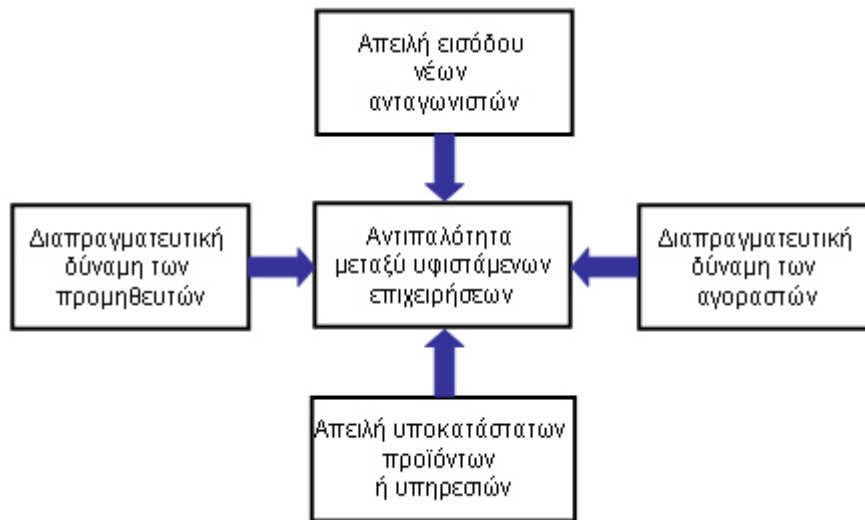 Απειλή εισόδου
νέων
ανταγωνιστών
Διαπραγματευτική
δύναμη των
προμηθευτών
Αντιπαλότητα
μεταξύ υφιστάμενων
επιχειρήσεων
Διαπραγματευτική
δύναμη των
αγοραστών
Απειλή υποκατάστατων
προϊόντων
ή υπηρεσιών